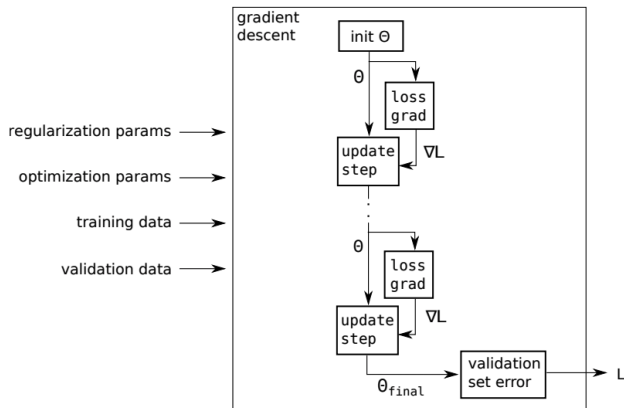 gradient
descent
init Θ
Θ
loss
grad
regularization params
update
step
∇L
optimization params
training data
Θ
loss
grad
validation data
update
step
∇L
validation
set error
L
Θfinal